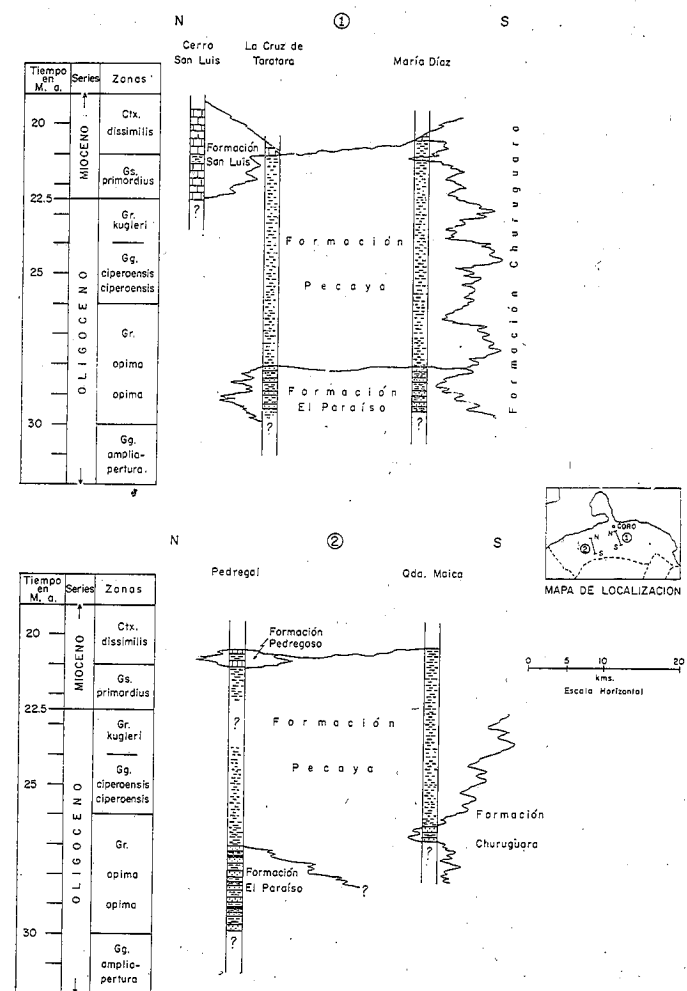 N ① S
Cerro San Luis
La Cruz de Taratara
María Díaz
Tiempo en M. a.
Series
Zonas
20
22.5
25
30
MIOCENO
OLIGOCENO
Ctx. dissimilis
Gs. primordius
Gr. kugleri
Gg. ciperoensis ciperoensis
Gr. opima opima
Gg. amplia-pertura.
Formación San Luis
?
Formación Pecaya
Formación El Paraíso
?
?
Formación Churuguara
CORO
N
①
S
②
N
S
MAPA DE LOCALIZACION
N ② S
Pedregal
Qda. Maica
Tiempo en M. a.
Series
Zonas
20
22.5
25
30
MIOCENO
OLIGOCENO
Ctx. dissimilis
Gs. primordius
Gr. kugleri
Gg. ciperoensis ciperoensis
Gr. opima opima
Gg. amplia-pertura
Formación Pedregoso
?
Formación Pecaya
Formación Churuguara
?
Formación El Paraíso
?
?
0 5 10 20
kms.
Escala Horizontal